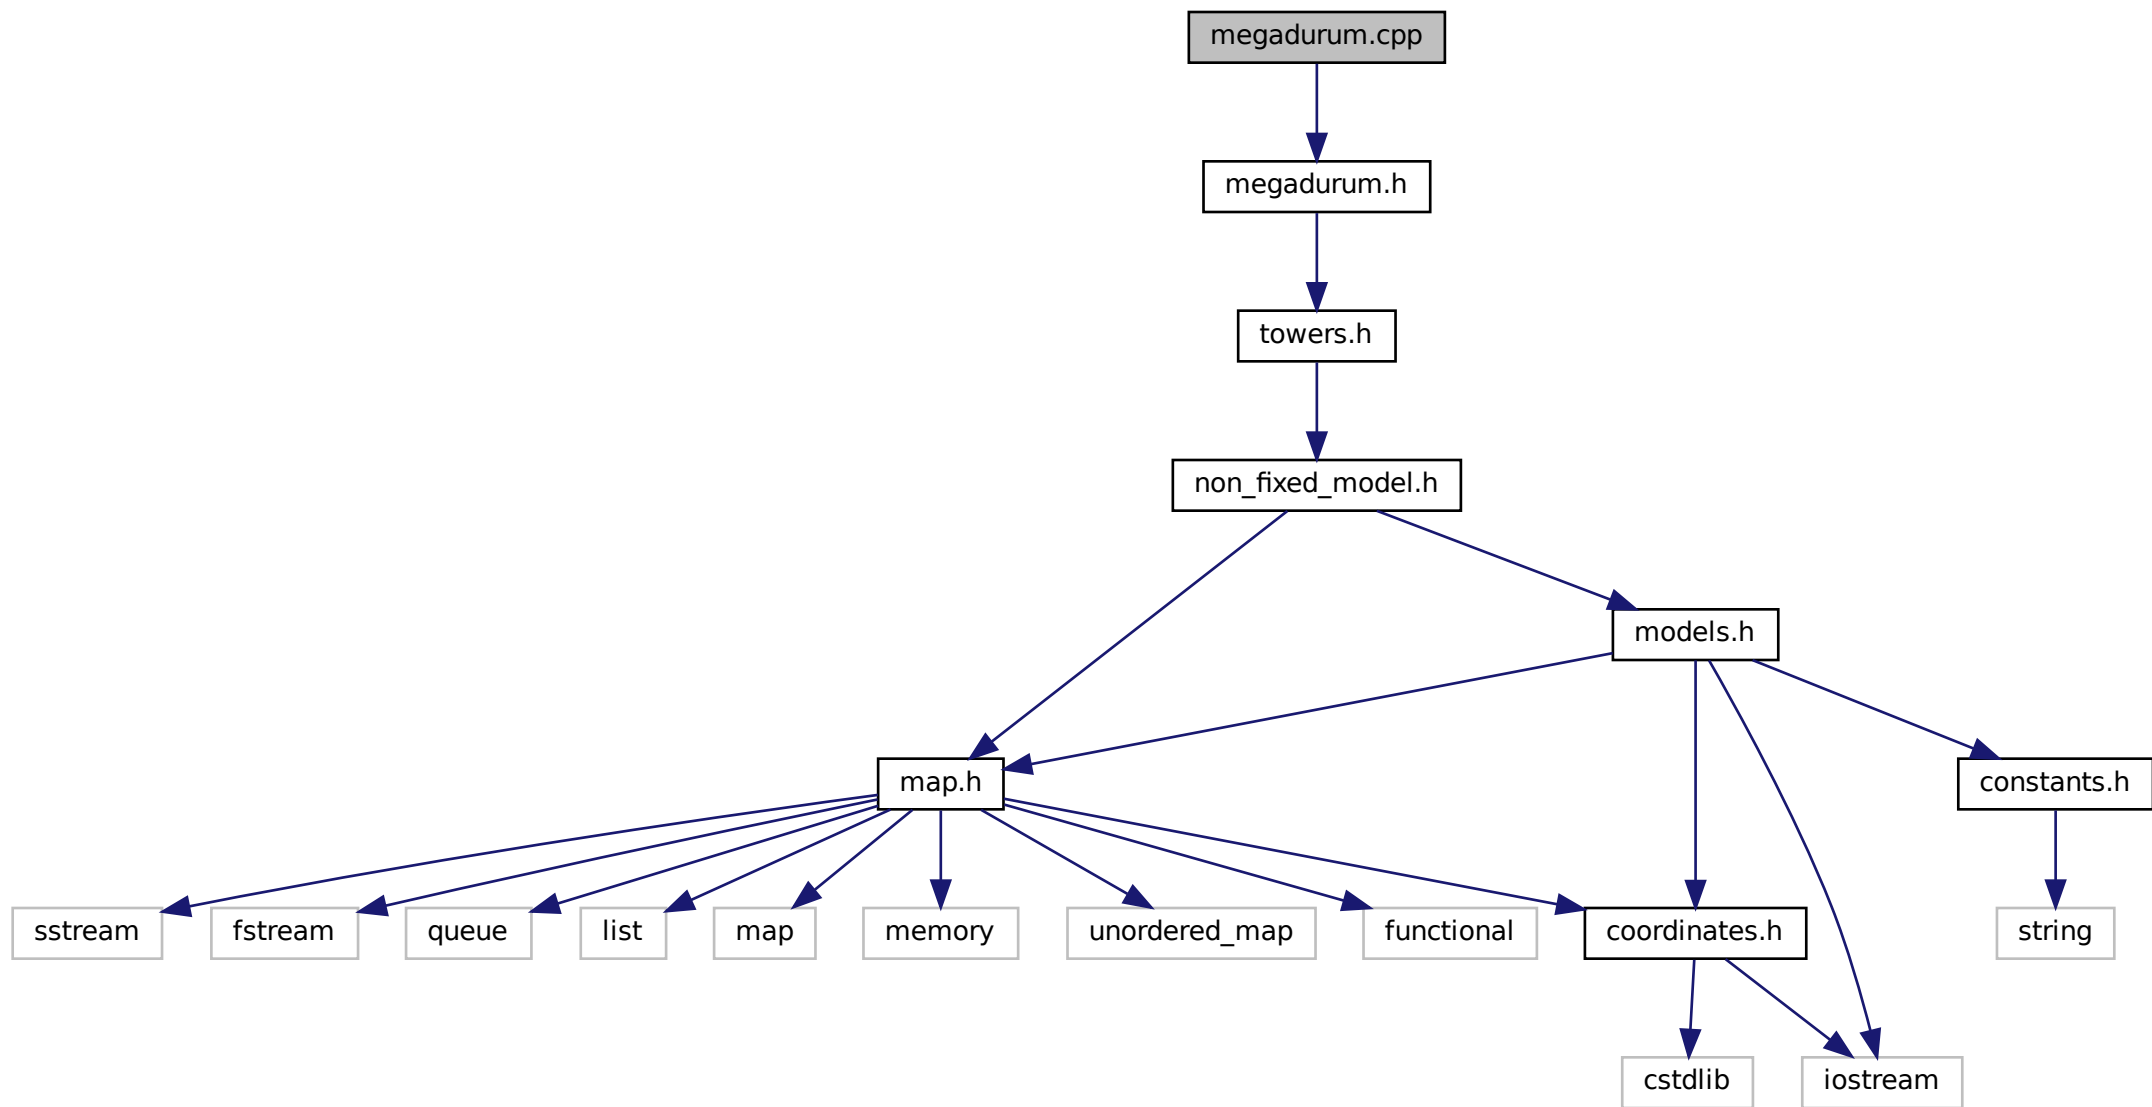 megadurum.cpp
megadurum.h
towers.h
non_fixed_model.h
models.h
map.h
constants.h
sstream
fstream
queue
list
map
memory
unordered_map
functional
coordinates.h
string
cstdlib
iostream